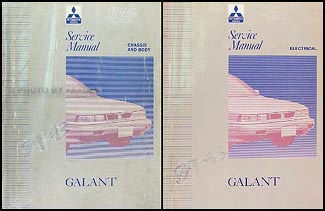 Service
Manual
CHASSIS
AND BODY
GALANT
Service
Manual
ELECTRICAL
GALANT